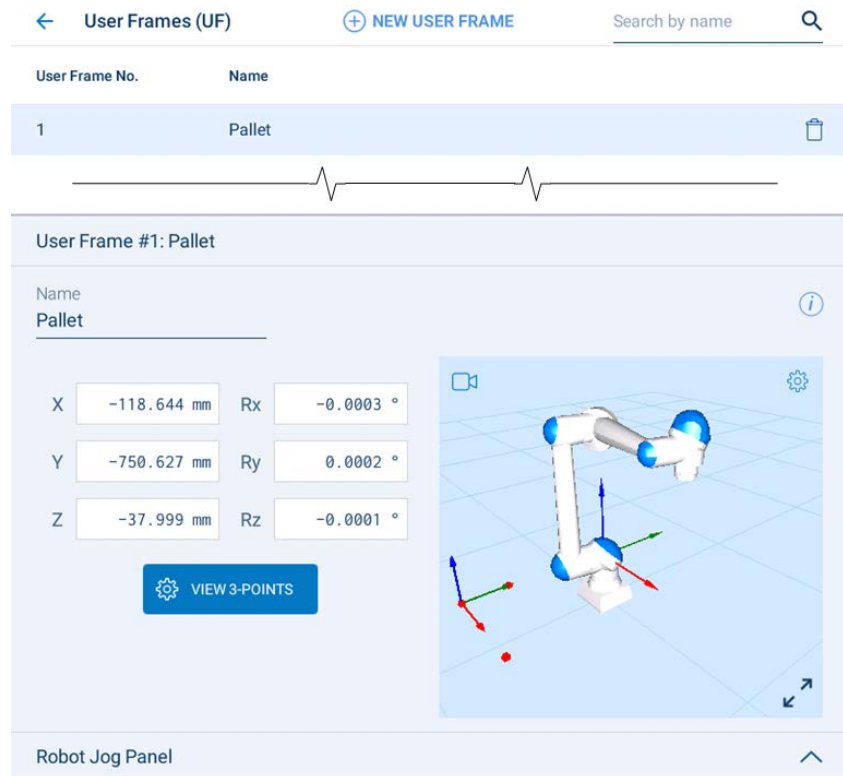 User Frames (UF) NEW USER FRAME Search by name
User Frame No. Name
1 Pallet
User Frame #1: Pallet
Name
Pallet
X -118.644 mm Rx -0.0003 °
Y -750.627 mm Ry 0.0002 °
Z -37.999 mm Rz -0.0001 °
VIEW 3-POINTS
Robot Jog Panel